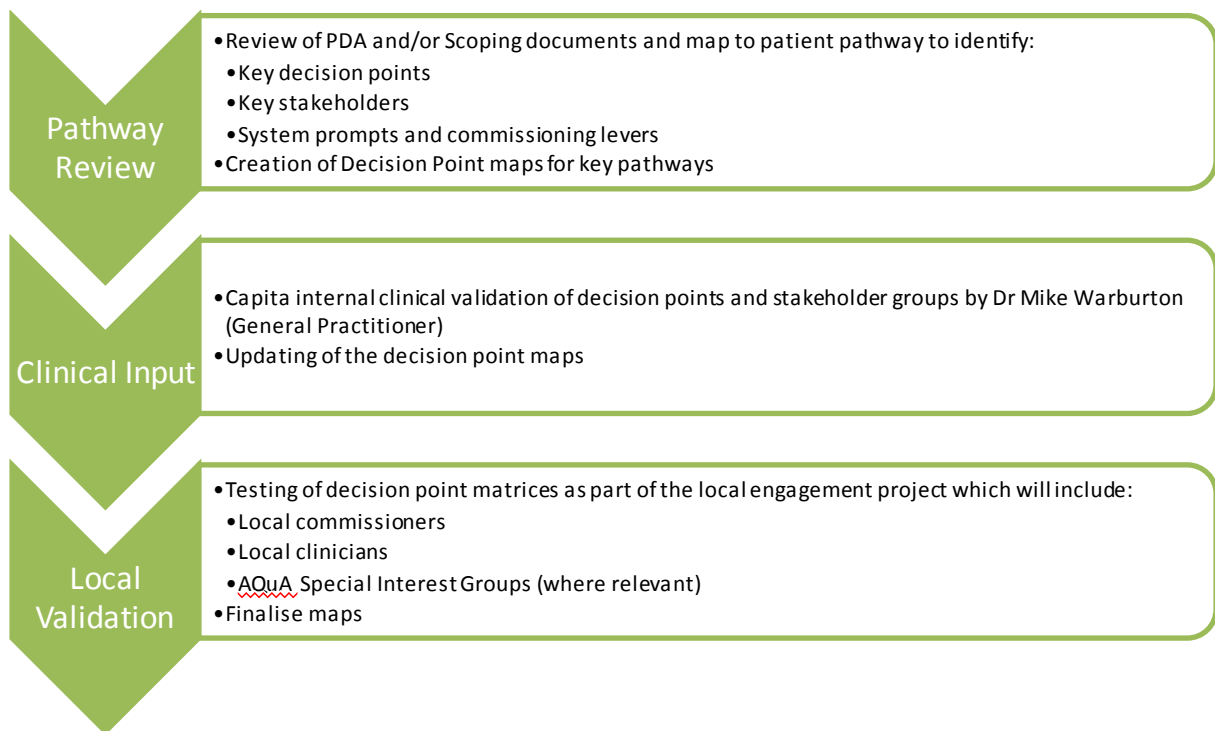 Pathway
Review
•Review of PDA and/or Scoping documents and map to patient pathway to identify:
•Key decision points
•Key stakeholders
•System prompts and commissioning levers
•Creation of Decision Point maps for key pathways
Clinical Input
•Capita internal clinical validation of decision points and stakeholder groups by Dr Mike Warburton
(General Practitioner)
•Updating of the decision point maps
Local
Validation
•Testing of decision point matrices as part of the local engagement project which will include:
•Local commissioners
•Local clinicians
•AQuA Special Interest Groups (where relevant)
•Finalise maps